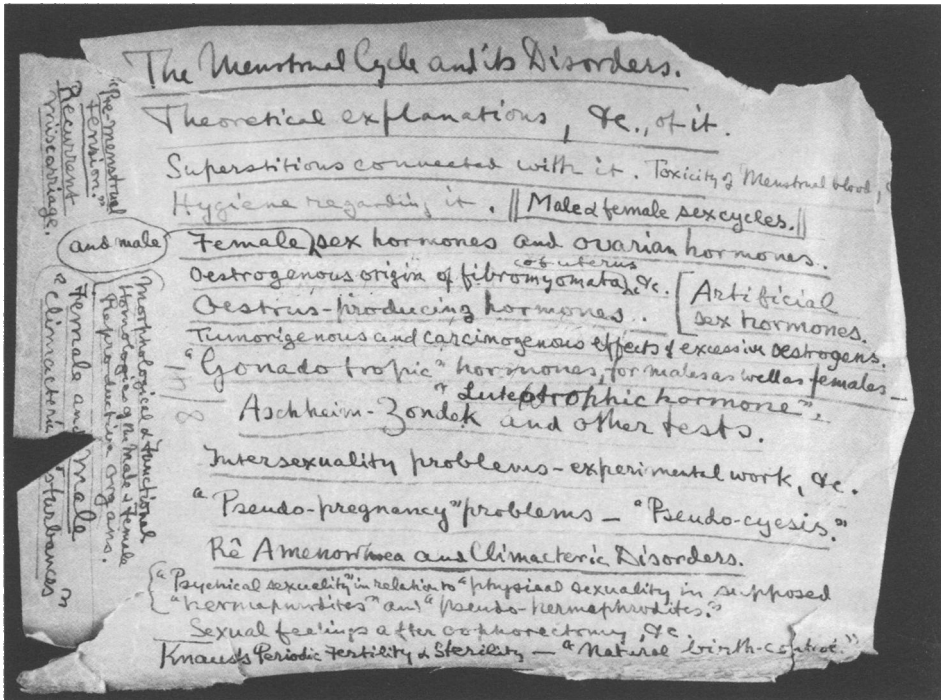 The Menstrual Cycle and its Disorders.
Theoretical explanations, &c., of it.
Superstitions connected with it. Toxicity of Menstrual blood,
Hygiene regarding it. || Male & female sex cycles. ||
and male
Female sex hormones and ovarian hormones.
of uterus
Oestrogenous origin of fibromyomata, &c.
Artificial
sex hormones.
Oestrus-producing hormones.
Tumorigenous and carcinogenous effects of excessive oestrogens.
"Gonadotropic" hormones, for males as well as females —
"Luteotrophic hormone".
Aschheim-Zondek and other tests.
Intersexuality problems - experimental work, &c.
"Pseudo-pregnancy" problems — "Pseudo-cyesis."
Rê Amenorrhoea and Climacteric Disorders.
"Psychical sexuality" in relation to "physical sexuality in supposed
"hermaphrodites" and "pseudo-hermaphrodites."
Sexual feelings after oophorectomy, &c.
Knaus's Periodic Fertility & Sterility — "Natural birth-control."
"Pre-menstrual
tension."
Recurrent
miscarriage.
Morphological & functional
Homologies of the Male & Female
Reproductive organs.
Female and Male
"climacteric disturbances"